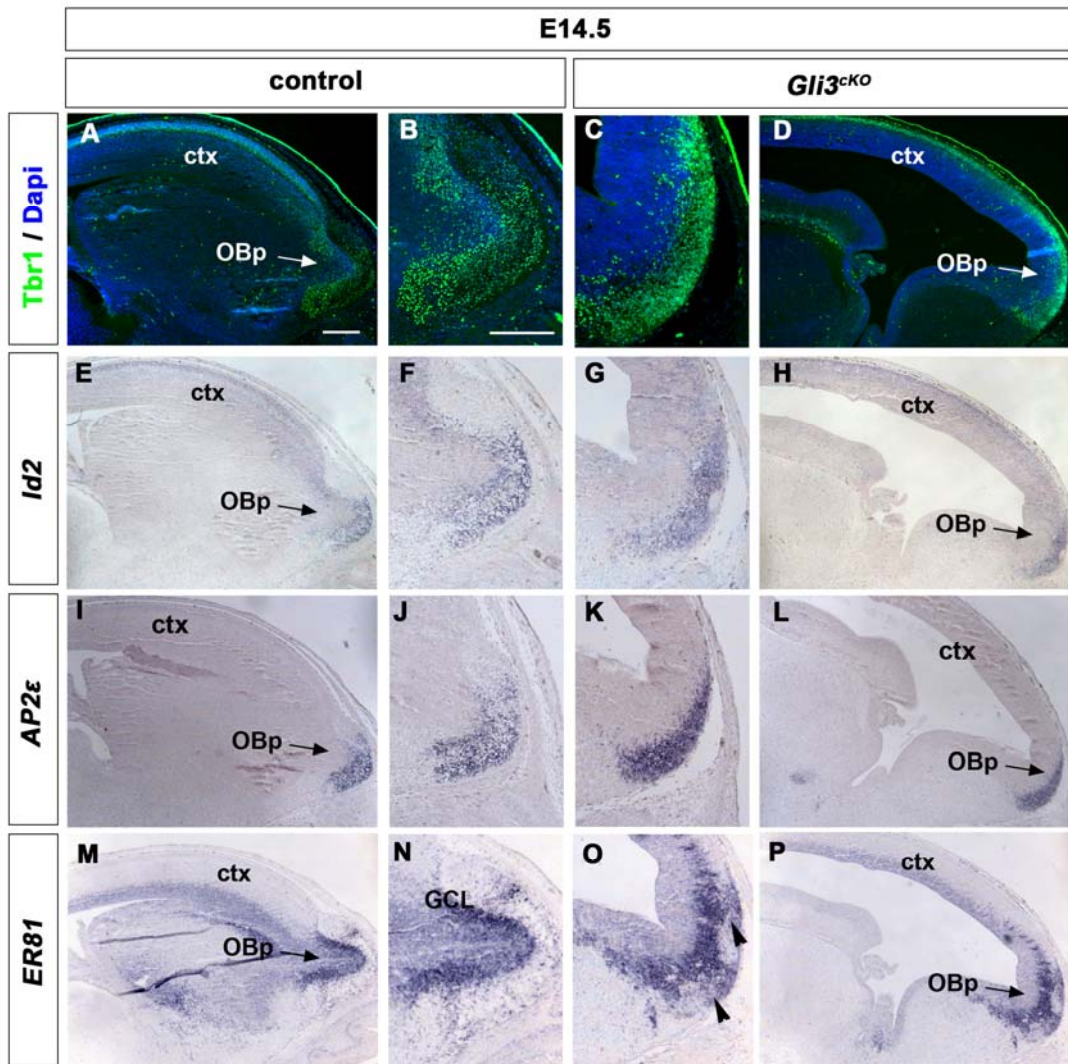 E14.5
control
Gli3cKO
Tbr1 / Dapi
A
ctx
OBp
B
C
D
ctx
OBp
Id2
E
ctx
OBp
F
G
H
ctx
OBp
AP2ε
I
ctx
OBp
J
K
L
ctx
OBp
ER81
M
ctx
OBp
N
GCL
O
P
ctx
OBp